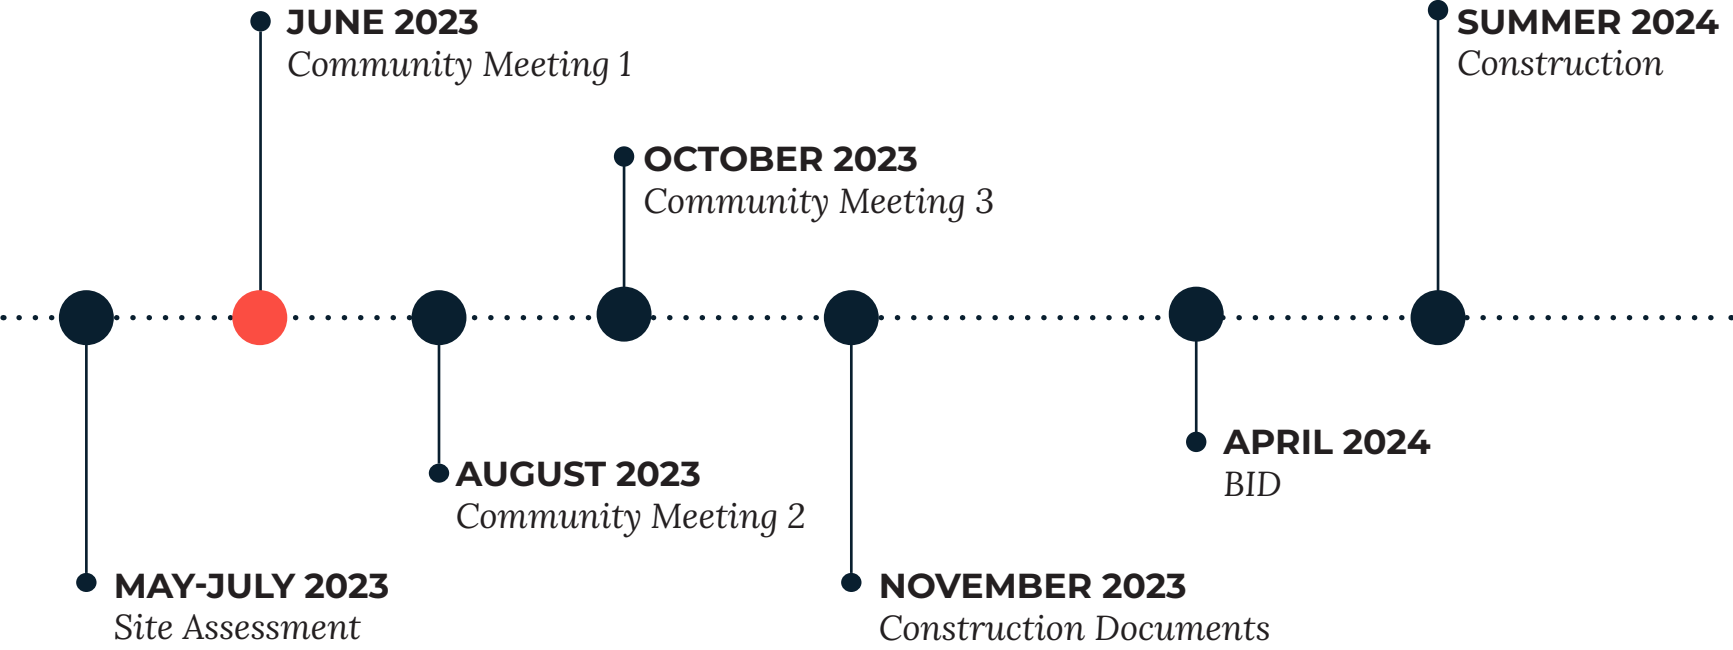 JUNE 2023
Community Meeting 1
SUMMER 2024
Construction
OCTOBER 2023
Community Meeting 3
APRIL 2024
BID
AUGUST 2023
Community Meeting 2
MAY-JULY 2023
Site Assessment
NOVEMBER 2023
Construction Documents